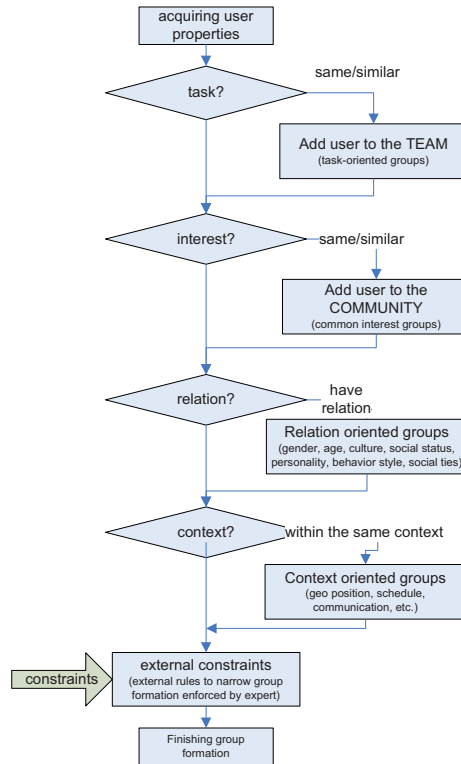 acquiring user
properties
task?
same/similar
Add user to the TEAM
(task-oriented groups)
interest?
same/similar
Add user to the
COMMUNITY
(common interest groups)
relation?
have
relation
Relation oriented groups
(gender, age, culture, social status,
personality, behavior style, social ties)
context?
within the same context
Context oriented groups
(geo position, schedule,
communication, etc.)
constraints
external constraints
(external rules to narrow group
formation enforced by expert)
Finishing group
formation